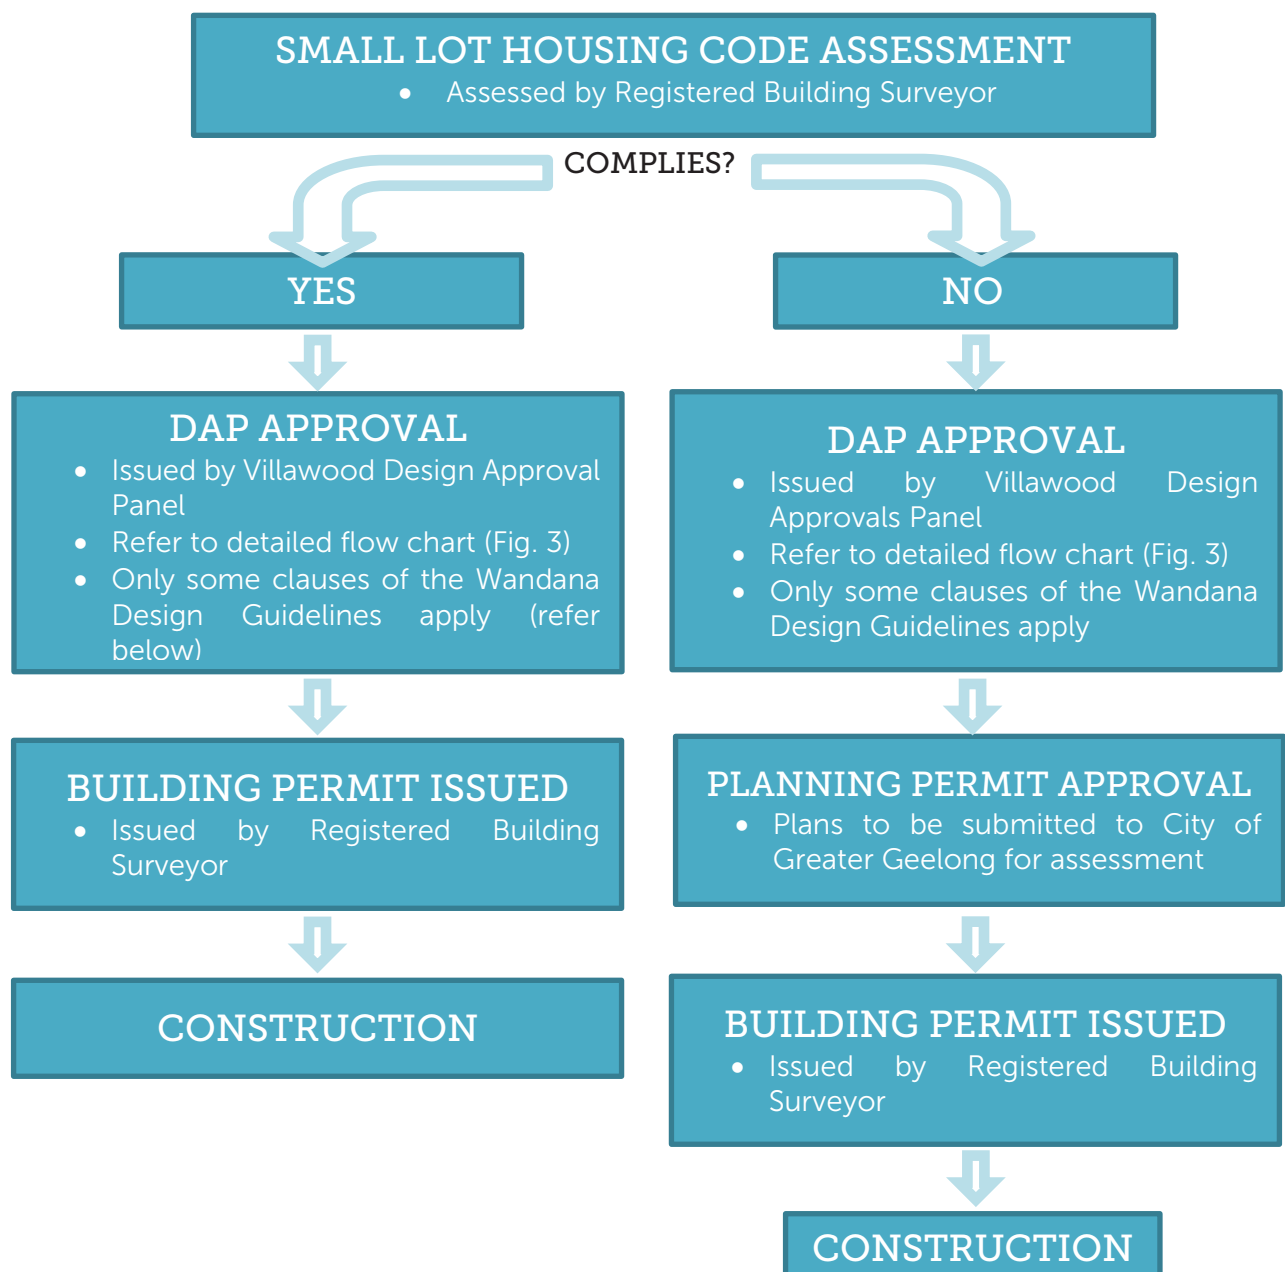 SMALL LOT HOUSING CODE ASSESSMENT
• Assessed by Registered Building Surveyor
COMPLIES?
YES
DAP APPROVAL
• Issued by Villawood Design Approval
Panel
• Refer to detailed flow chart (Fig. 3)
• Only some clauses of the Wandana
Design Guidelines apply (refer
below)
BUILDING PERMIT ISSUED
• Issued by Registered Building
Surveyor
CONSTRUCTION
NO
DAP APPROVAL
• Issued by Villawood Design
Approvals Panel
• Refer to detailed flow chart (Fig. 3)
• Only some clauses of the Wandana
Design Guidelines apply
PLANNING PERMIT APPROVAL
• Plans to be submitted to City of
Greater Geelong for assessment
BUILDING PERMIT ISSUED
• Issued by Registered Building
Surveyor
CONSTRUCTION